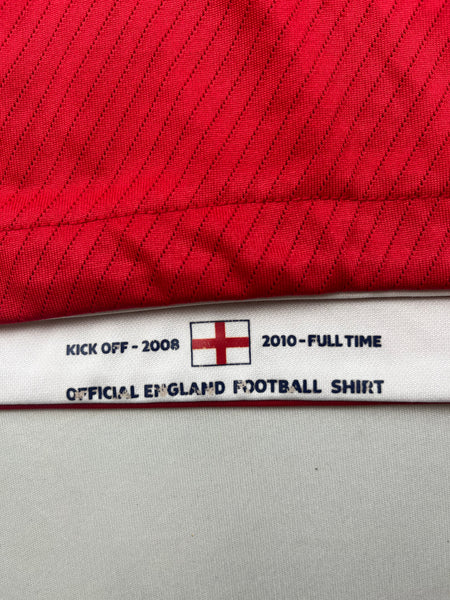 KICK OFF - 2008 2010 - FULL TIME
OFFICIAL ENGLAND FOOTBALL SHIRT